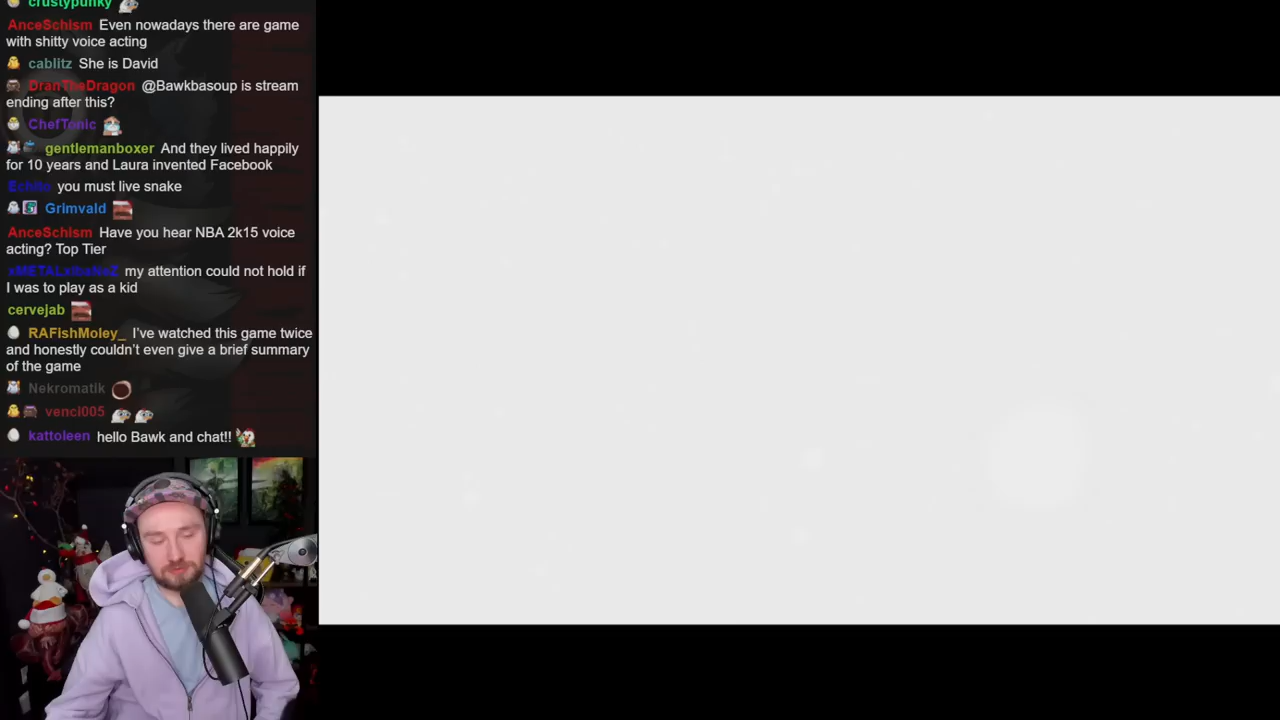 crustypunky
AnceSchism Even nowadays there are game
with shitty voice acting
cablitz She is David
DranTheDragon @Bawkbasoup is stream
ending after this?
ChefTonic
gentlemanboxer And they lived happily
for 10 years and Laura invented Facebook
you must live snake
Grimvald
AnceSchism Have you hear NBA 2k15 voice
acting? Top Tier
my attention could not hold if
I was to play as a kid
cervejab
RAFishMoley_ I've watched this game twice
and honestly couldn't even give a brief summary
of the game
Nekromatik
venci005
kattoleen hello Bawk and chat!!